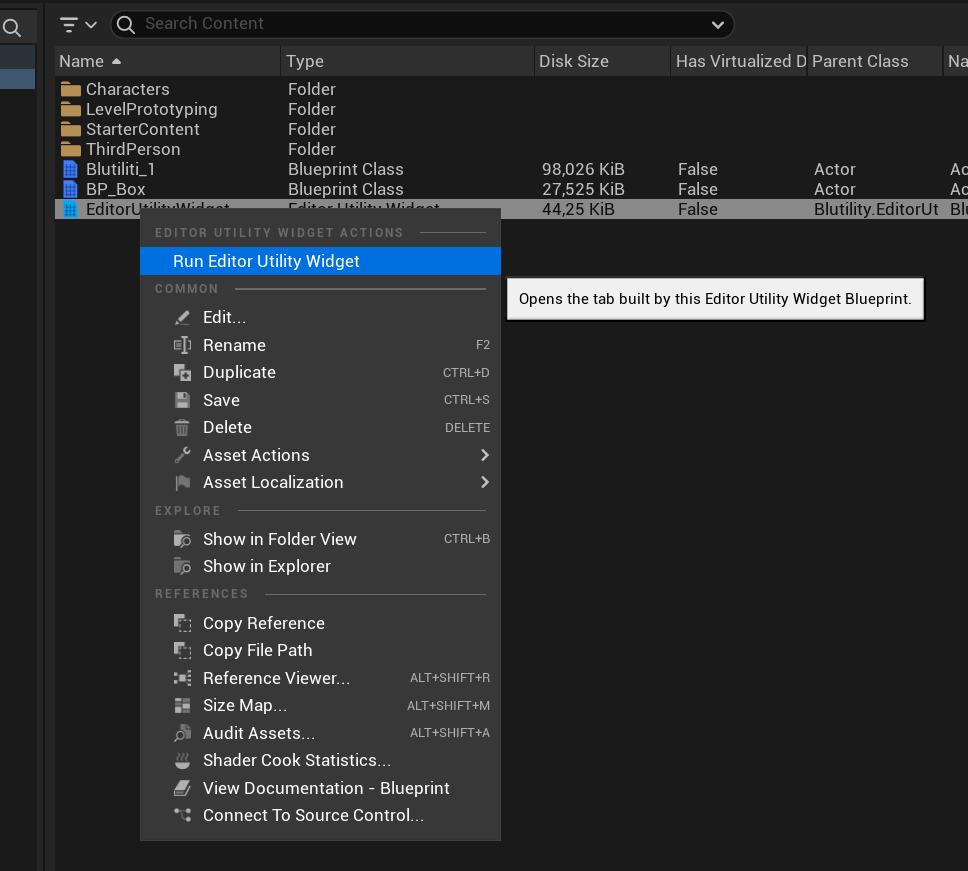 Search Content
Name Type Disk Size Has Virtualized D Parent Class Na
Characters Folder
LevelPrototyping Folder
StarterContent Folder
ThirdPerson Folder
Blutiliti_1 Blueprint Class 98,026 KiB False Actor Ac
BP_Box Blueprint Class 27,525 KiB False Actor Ac
EditorUtilityWidget Editor Utility Widget 44,25 KiB False Blutility.EditorUt Blu
EDITOR UTILITY WIDGET ACTIONS
Run Editor Utility Widget
COMMON
Opens the tab built by this Editor Utility Widget Blueprint.
Edit...
Rename F2
Duplicate CTRL+D
Save CTRL+S
Delete DELETE
Asset Actions
Asset Localization
EXPLORE
Show in Folder View CTRL+B
Show in Explorer
REFERENCES
Copy Reference
Copy File Path
Reference Viewer... ALT+SHIFT+R
Size Map... ALT+SHIFT+M
Audit Assets... ALT+SHIFT+A
Shader Cook Statistics...
View Documentation - Blueprint
Connect To Source Control...